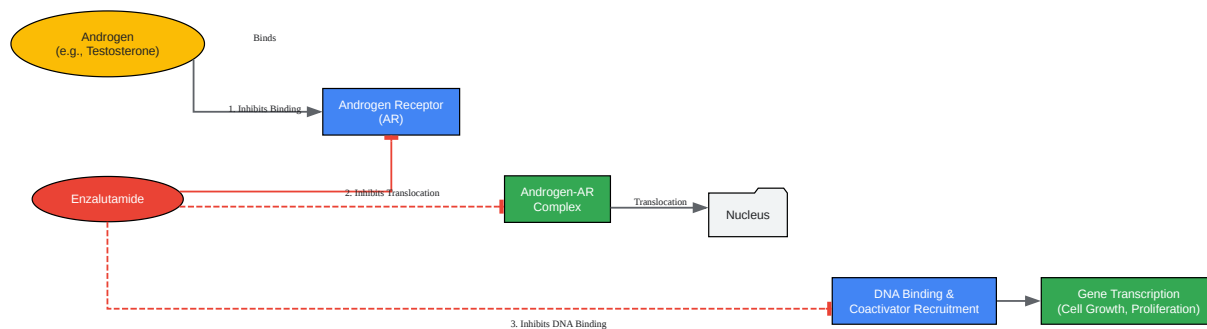 Androgen
(e.g., Testosterone)
Binds
1. Inhibits Binding
Androgen Receptor
(AR)
Enzalutamide
2. Inhibits Translocation
Androgen-AR
Complex
Translocation
Nucleus
DNA Binding &
Coactivator Recruitment
Gene Transcription
(Cell Growth, Proliferation)
3. Inhibits DNA Binding